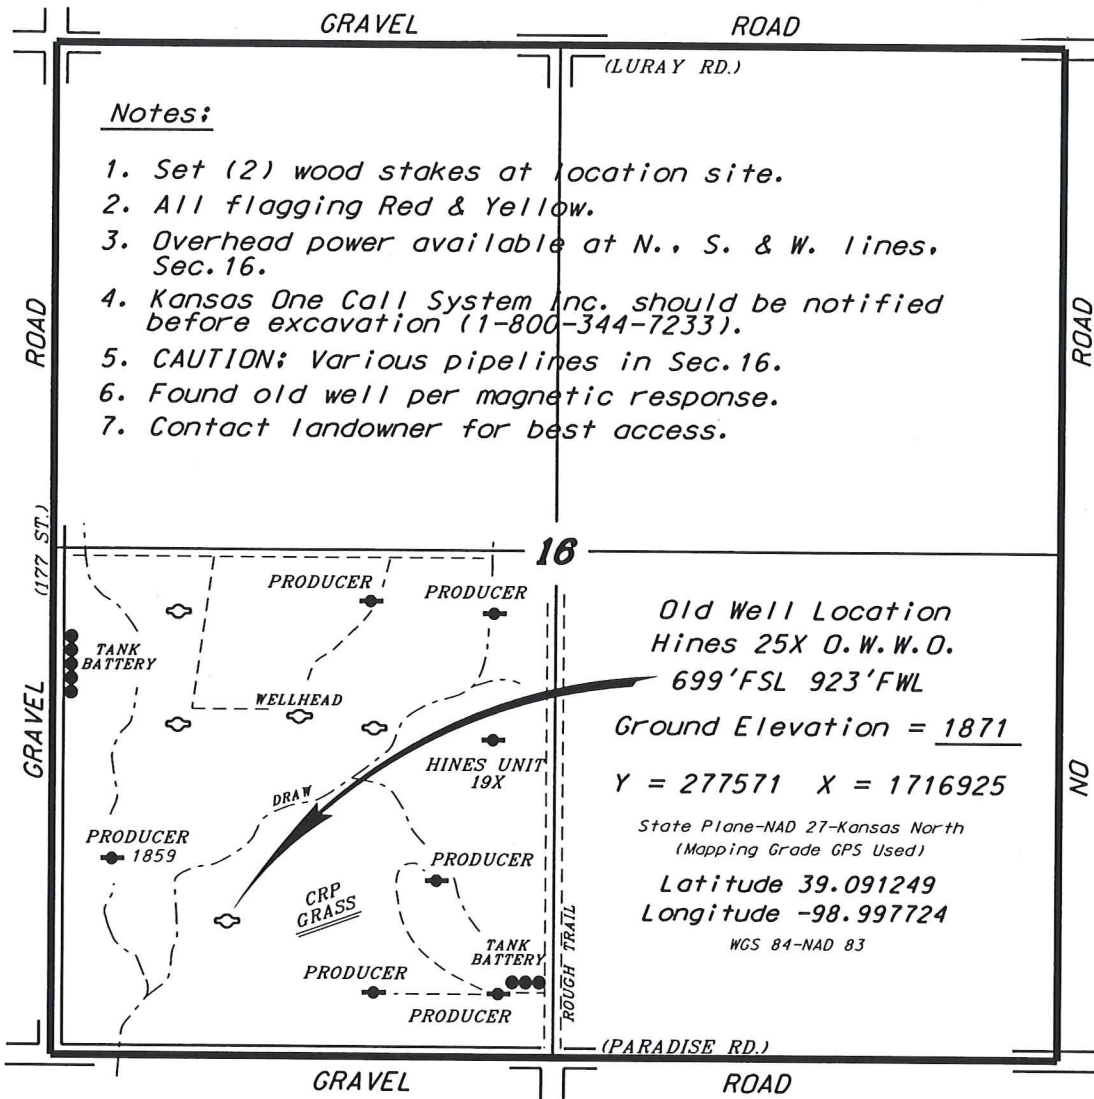 GRAVEL ROAD
(LURAY RD.)
Notes:
1. Set (2) wood stakes at location site.
2. All flagging Red & Yellow.
3. Overhead power available at N., S. & W. lines,
Sec. 16.
4. Kansas One Call System Inc. should be notified
before excavation (1-800-344-7233).
5. CAUTION: Various pipelines in Sec. 16.
6. Found old well per magnetic response.
7. Contact landowner for best access.
ROAD
(177 ST.)
GRAVEL
ROAD
NO
16
PRODUCER
PRODUCER
TANK
BATTERY
WELLHEAD
HINES UNIT
19X
DRAW
PRODUCER
1859
PRODUCER
CRP
GRASS
TANK
BATTERY
PRODUCER
PRODUCER
ROUGH TRAIL
Old Well Location
Hines 25X O.W.W.O.
699'FSL 923'FWL
Ground Elevation = 1871
Y = 277571 X = 1716925
State Plane-NAD 27-Kansas North
(Mapping Grade GPS Used)
Latitude 39.091249
Longitude -98.997724
WGS 84-NAD 83
(PARADISE RD.)
GRAVEL ROAD